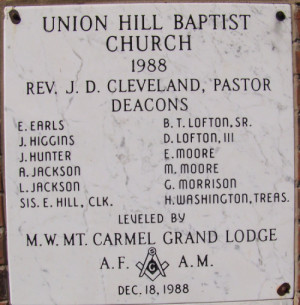 UNION HILL BAPTIST
CHURCH
1988
REV. J. D. CLEVELAND, PASTOR
DEACONS
E. EARLS B. T. LOFTON, SR.
J. HIGGINS D. LOFTON, III
J. HUNTER E. MOORE
A. JACKSON M. MOORE
L. JACKSON G. MORRISON
SIS. E. HILL, CLK. H. WASHINGTON, TREAS.
LEVELED BY
M.W. MT. CARMEL GRAND LODGE
A.F. G A.M.
DEC. 18, 1988